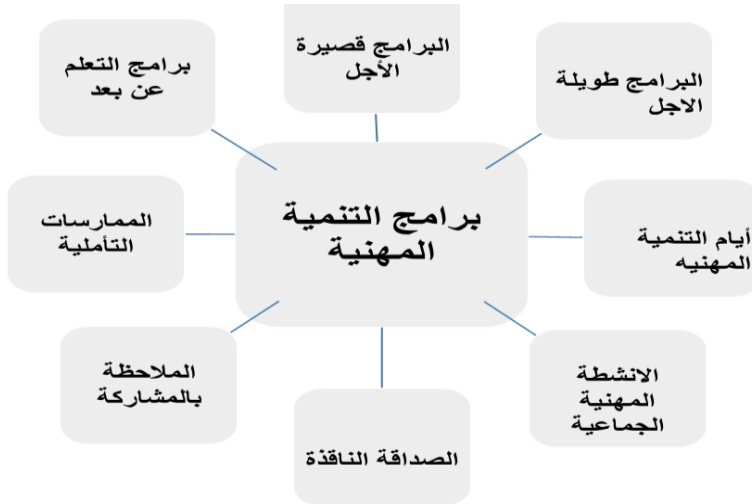 برامج التنمية
المهنية
البرامج قصيرة
الأجل
البرامج طويلة
الاجل
أيام التنمية
المهنيه
الانشطة
المهنية
الجماعية
الصداقة الناقذة
الملاحظة
بالمشاركة
الممارسات
التأملية
برامج التعلم
عن بعد